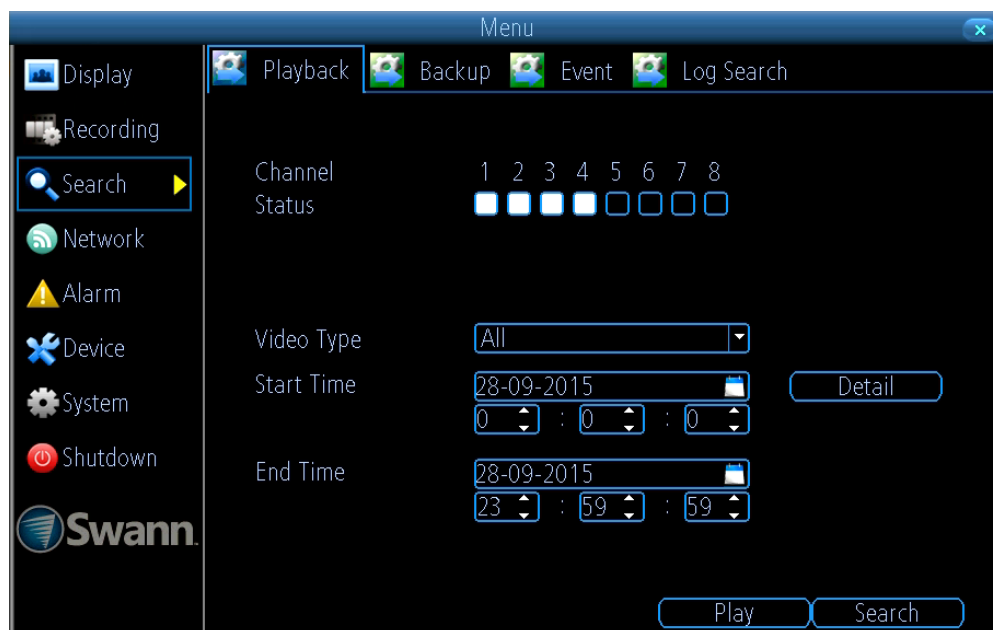 Menu
Display
Recording
Search
Network
Alarm
Device
System
Shutdown
Swann
Playback Backup Event Log Search
Channel 1 2 3 4 5 6 7 8
Status
Video Type All
Start Time 28-09-2015 Detail
0 : 0 : 0
End Time 28-09-2015
23 : 59 : 59
Play Search